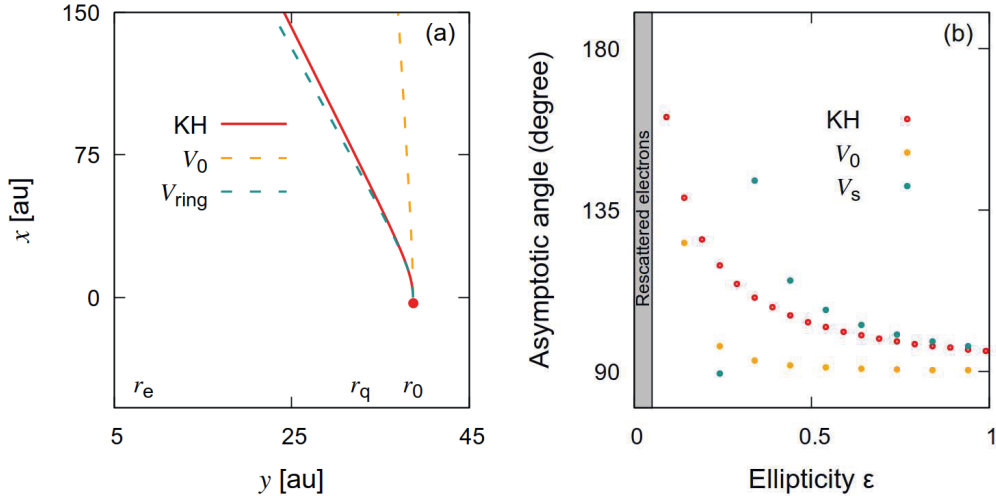 150
75
0
x [au]
(a)
KH
V0
Vring
re
rq
r0
5
25
45
y [au]
180
135
90
Asymptotic angle (degree)
(b)
KH
V0
Vs
Rescattered electrons
0
0.5
1
Ellipticity ε